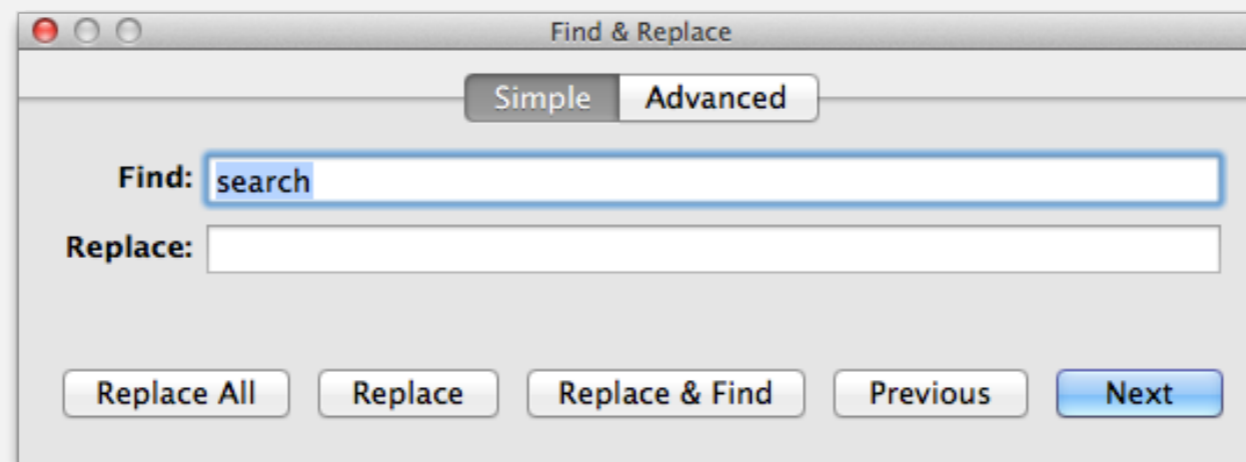 Find & Replace
Simple Advanced
Find: search
Replace:
Replace All Replace Replace & Find Previous Next